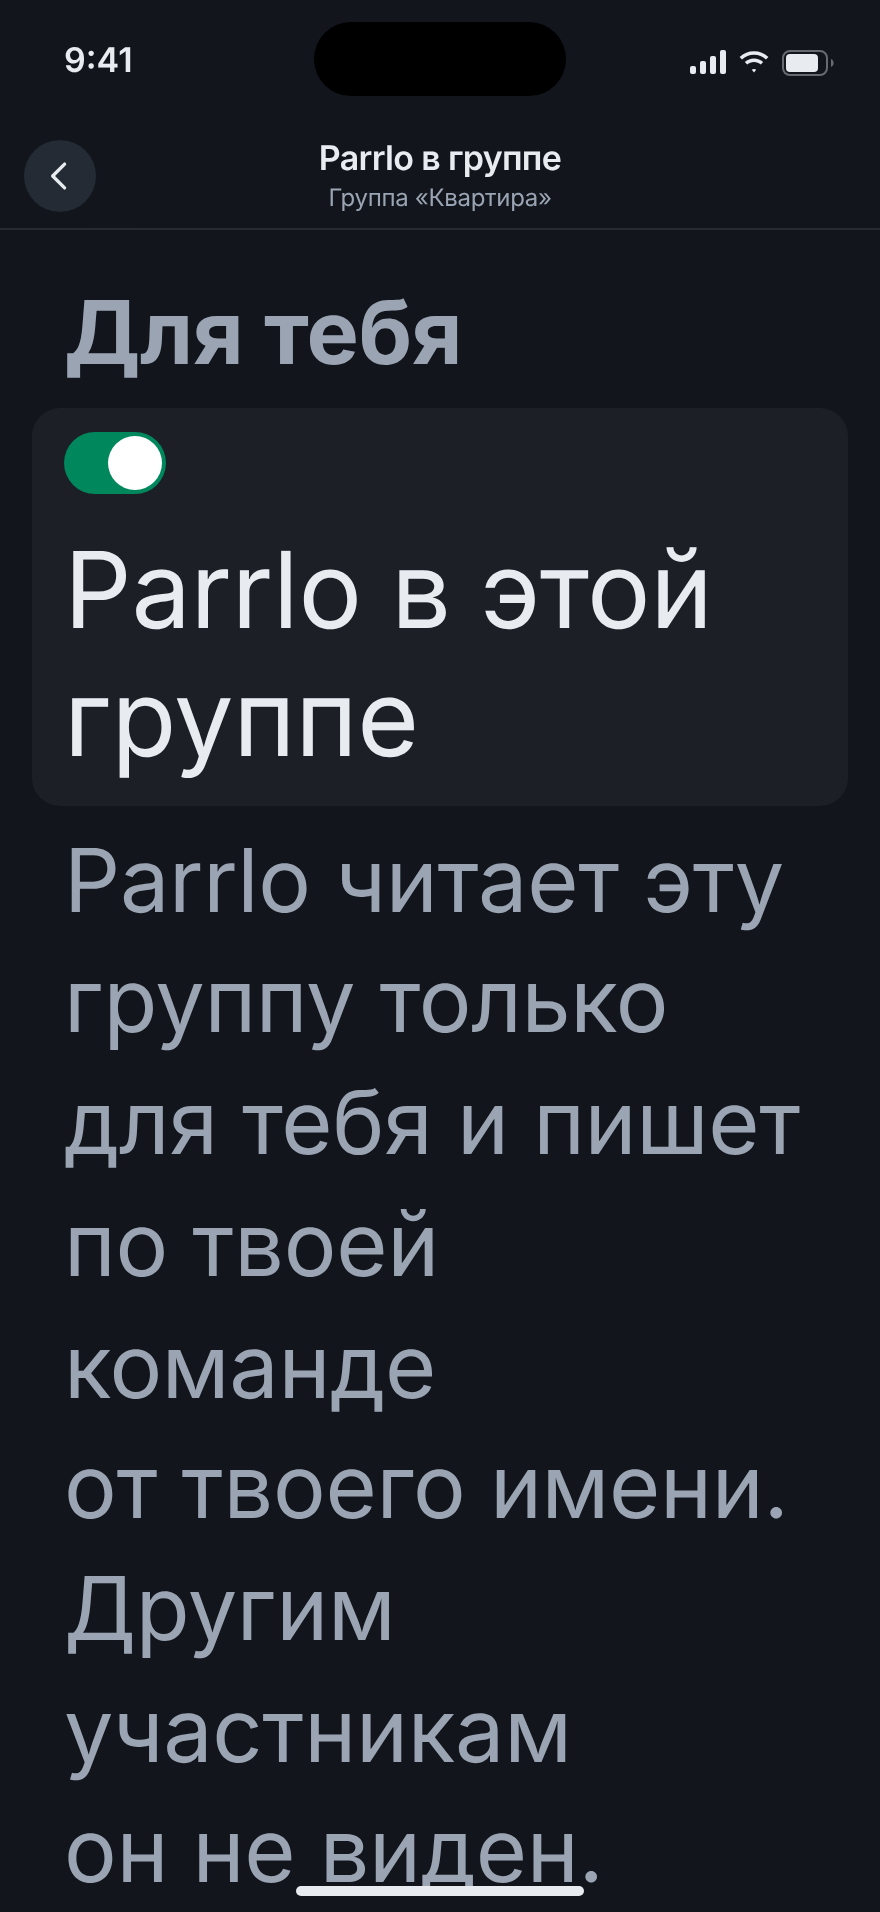 9:41
Parrlo в группе
Группа «Квартира»
Для тебя
Parrlo в этой
группе
Parrlo читает эту
группу только
для тебя и пишет
по твоей
команде
от твоего имени.
Другим
участникам
он не виден.